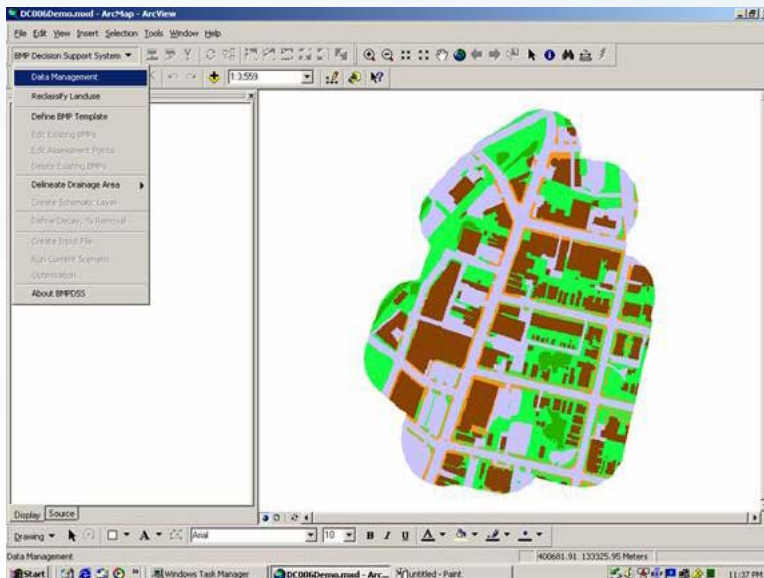 DC006Demo.mxd - ArcMap - ArcView
File Edit View Insert Selection Tools Window Help
BMP Decision Support System
1:3,559
Data Management
Reclassify Landuse
Define BMP Template
Edit Existing BMPs
Edit Assessment Points
Delete Existing BMPs
Delineate Drainage Area
Create Schematic Layer
Define Decay, % Removal
Create Input File
Run Current Scenario
Optimization
About BMPDSS
Display Source
Drawing A Arial 10 B I U A
Data Management 400681.91 133325.95 Meters
Start Windows Task Manager DC006Demo.mxd - Arc... untitled - Paint 11:37 PM